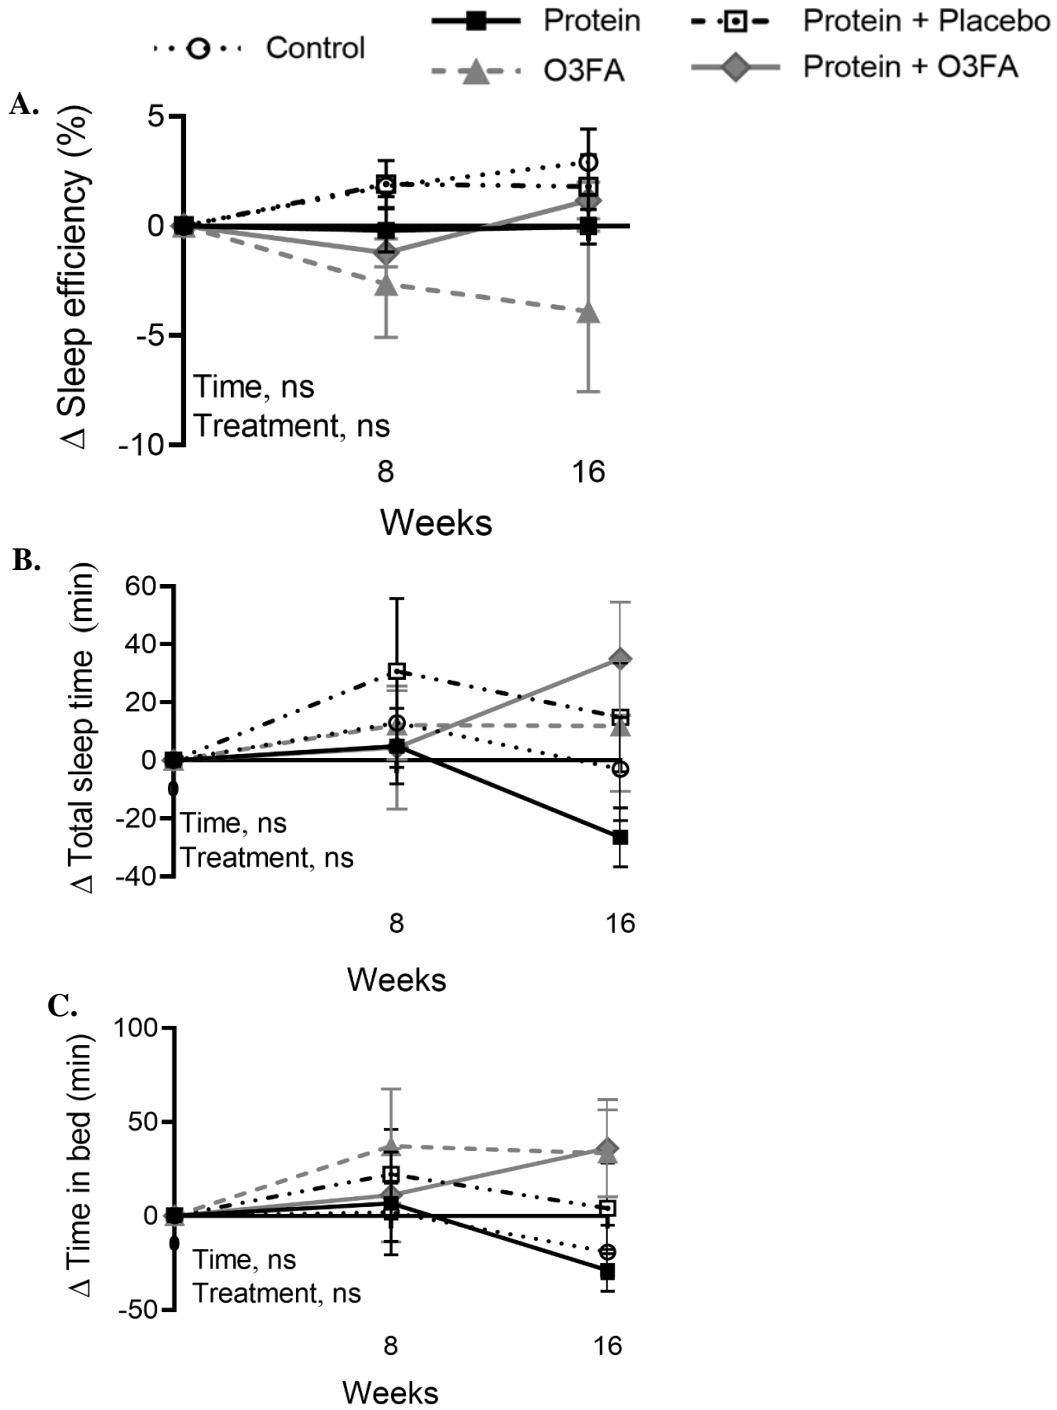 Control
Protein
Protein + Placebo
O3FA
Protein + O3FA
A.
Δ Sleep efficiency (%)
5
0
-5
-10
Time, ns
Treatment, ns
8
16
Weeks
B.
Δ Total sleep time (min)
60
40
20
0
-20
-40
Time, ns
Treatment, ns
8
16
Weeks
C.
Δ Time in bed (min)
100
50
0
-50
Time, ns
Treatment, ns
8
16
Weeks